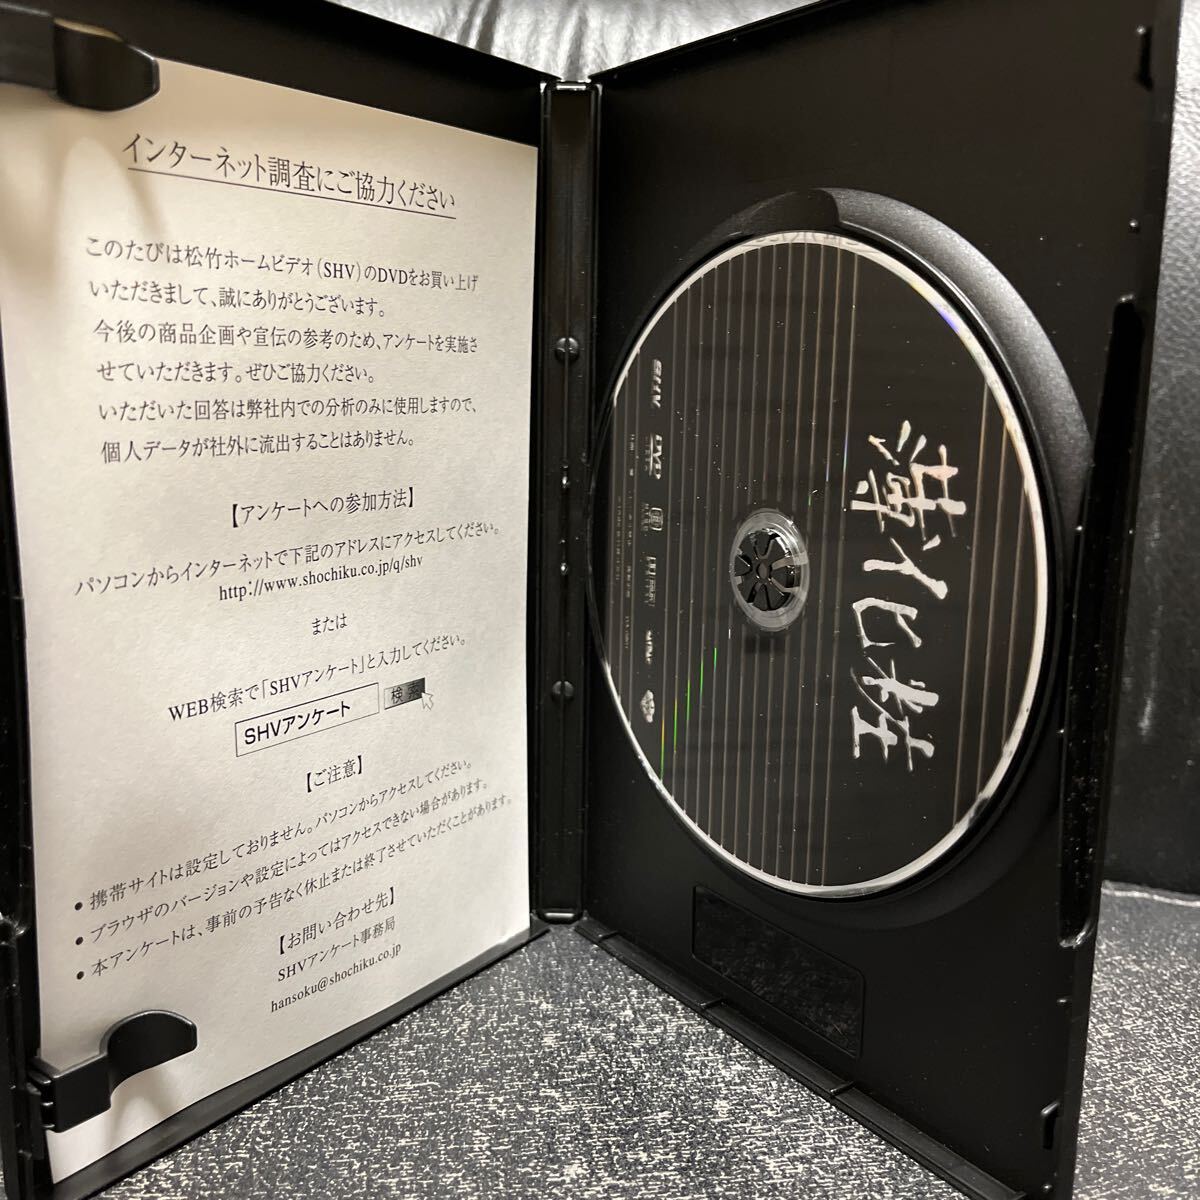 インターネット調査にご協力ください
このたびは松竹ホームビデオ(SHV)のDVDをお買い上げ
いただきまして、誠にありがとうございます。
今後の商品企画や宣伝の参考のため、アンケートを実施さ
せていただきます。ぜひご協力ください。
いただいた回答は弊社内での分析のみに使用しますので、
個人データが社外に流出することはありません。
【アンケートへの参加方法】
パソコンからインターネットで下記のアドレスにアクセスしてください。
http://www.shochiku.co.jp/q/shv
または
WEB検索で「SHVアンケート」と入力してください。
SHVアンケート 検索
【ご注意】
• 携帯サイトは設定しておりません。パソコンからアクセスしてください。
• ブラウザのバージョンや設定によってはアクセスできない場合があります。
• 本アンケートは、事前の予告なく休止または終了させていただくことがあります。
【お問い合わせ先】
SHVアンケート事務局
hansoku@shochiku.co.jp
薄化粧
SHV
DVD